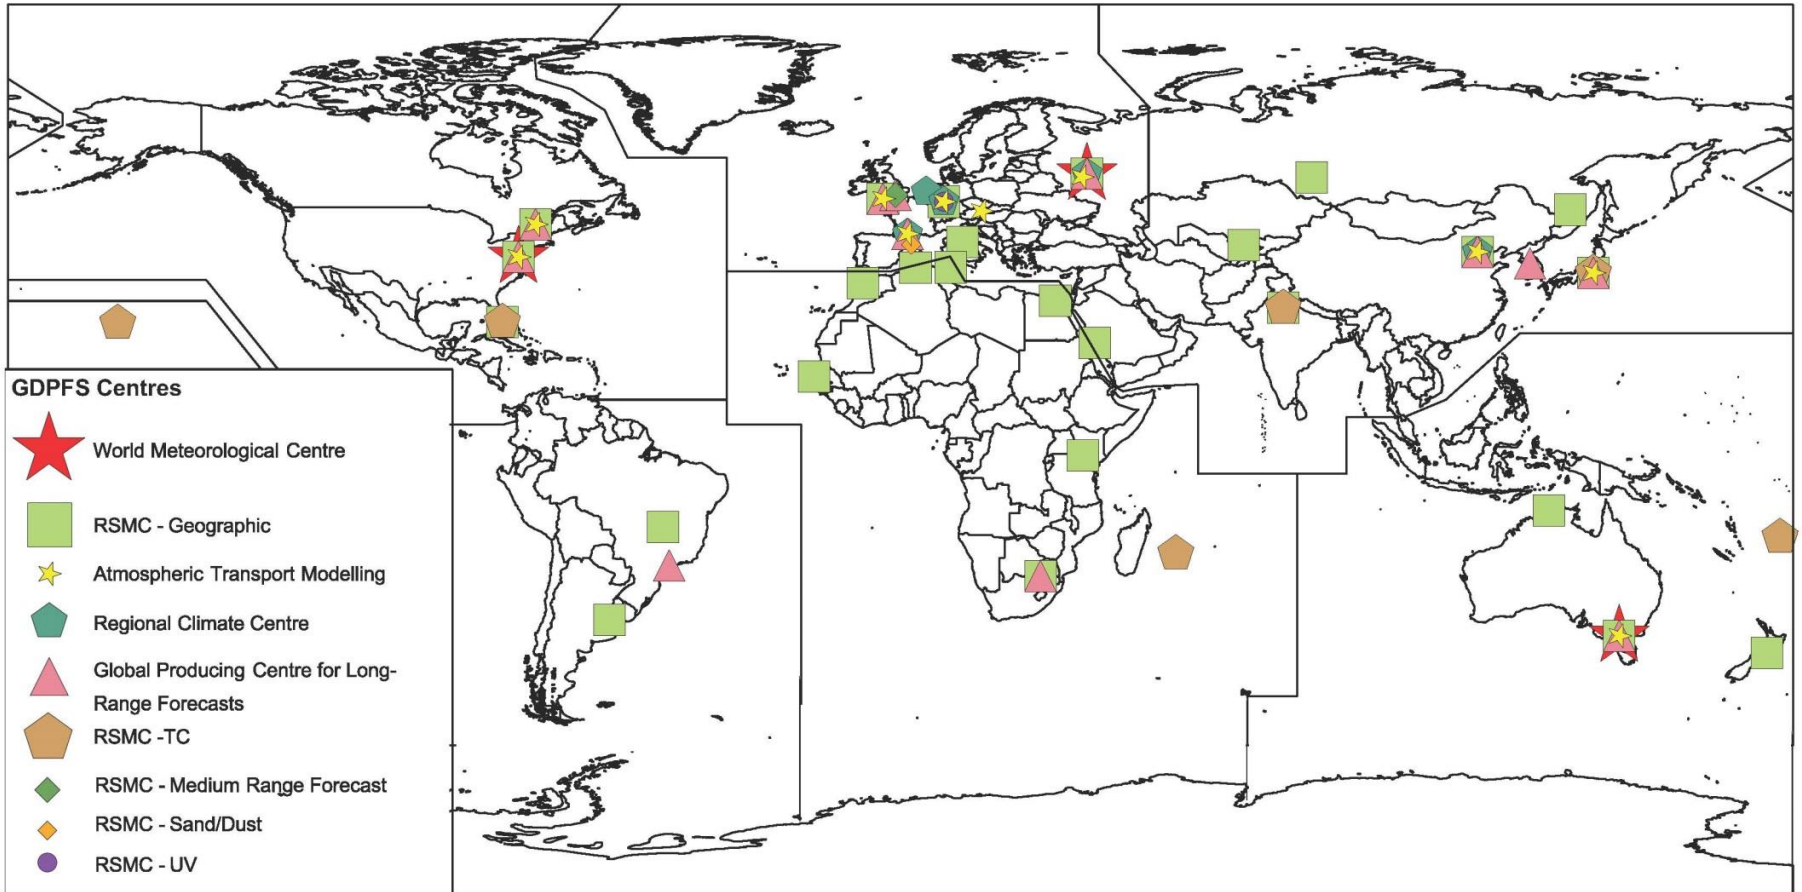 GDPFS Centres
World Meteorological Centre
RSMC - Geographic
Atmospheric Transport Modelling
Regional Climate Centre
Global Producing Centre for Long-
Range Forecasts
RSMC -TC
RSMC - Medium Range Forecast
RSMC - Sand/Dust
RSMC - UV